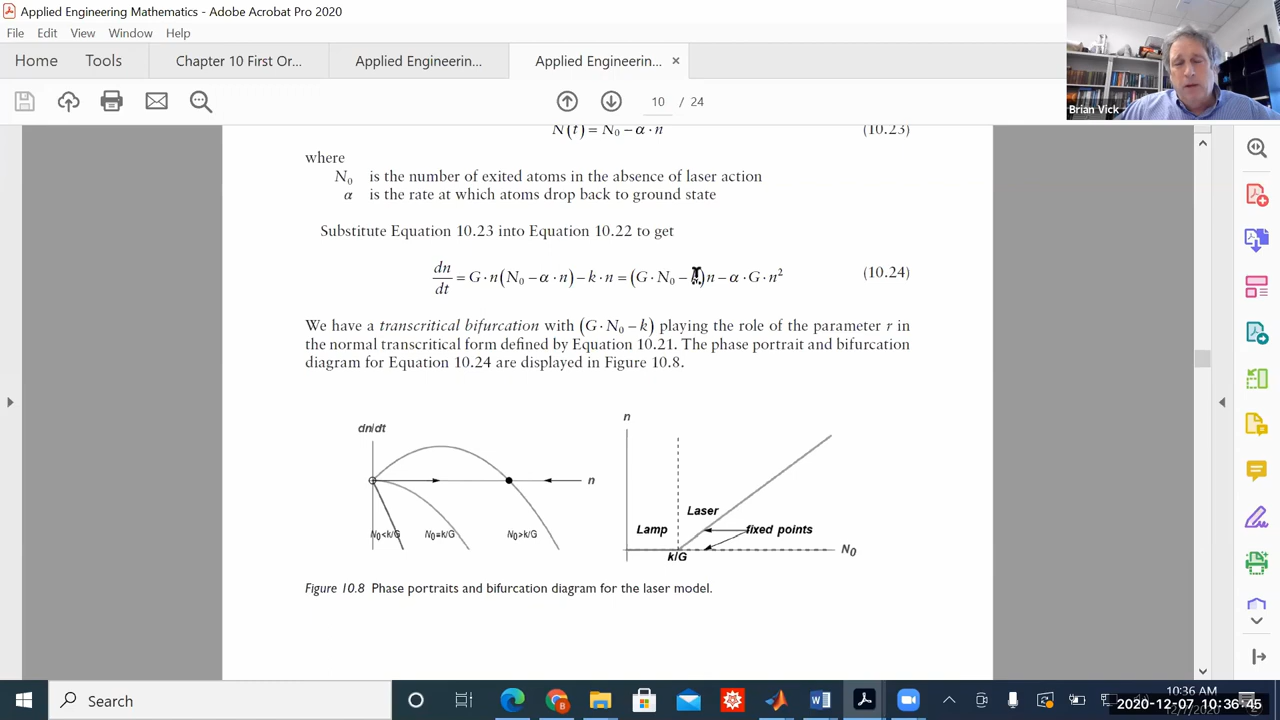 Applied Engineering Mathematics - Adobe Acrobat Pro 2020
File Edit View Window Help
Home Tools Chapter 10 First Or... Applied Engineerin... Applied Engineerin... ×
Brian Vick
10 / 24
N(t) = N₀ − α · n (10.23)
where
N₀ is the number of exited atoms in the absence of laser action
α is the rate at which atoms drop back to ground state
Substitute Equation 10.23 into Equation 10.22 to get
dn/dt = G · n(N₀ − α · n) − k · n = (G · N₀ − k)n − α · G · n² (10.24)
We have a transcritical bifurcation with (G · N₀ − k) playing the role of the parameter r in
the normal transcritical form defined by Equation 10.21. The phase portrait and bifurcation
diagram for Equation 10.24 are displayed in Figure 10.8.
dn/dt
n
N₀<k/G N₀=k/G N₀>k/G
n
Laser
Lamp
fixed points
k/G
N₀
Figure 10.8 Phase portraits and bifurcation diagram for the laser model.
Search
10:36 AM
2020-12-07 10:36:45